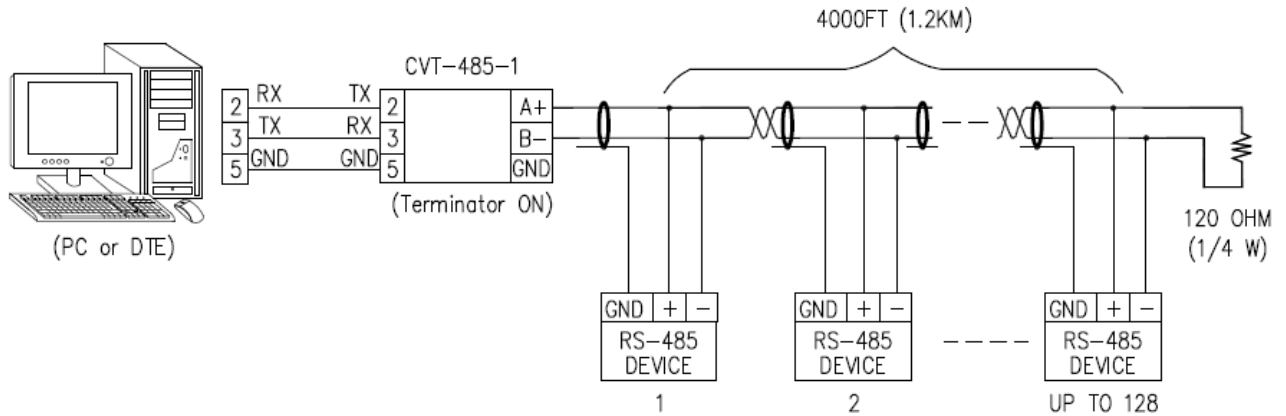 4000FT (1.2KM)
CVT-485-1
2 RX TX 2 A+
3 TX RX 3 B-
5 GND GND 5 GND
(Terminator ON)
(PC or DTE)
120 OHM
(1/4 W)
GND + - GND + - GND + -
RS-485 RS-485 RS-485
DEVICE DEVICE DEVICE
1 2 UP TO 128